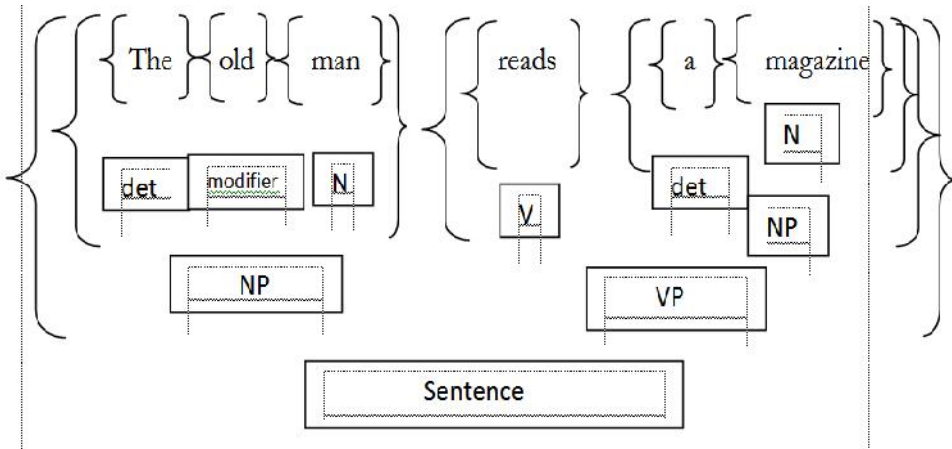 The old man reads a magazine
N
det modifier N det
V NP
NP VP
Sentence